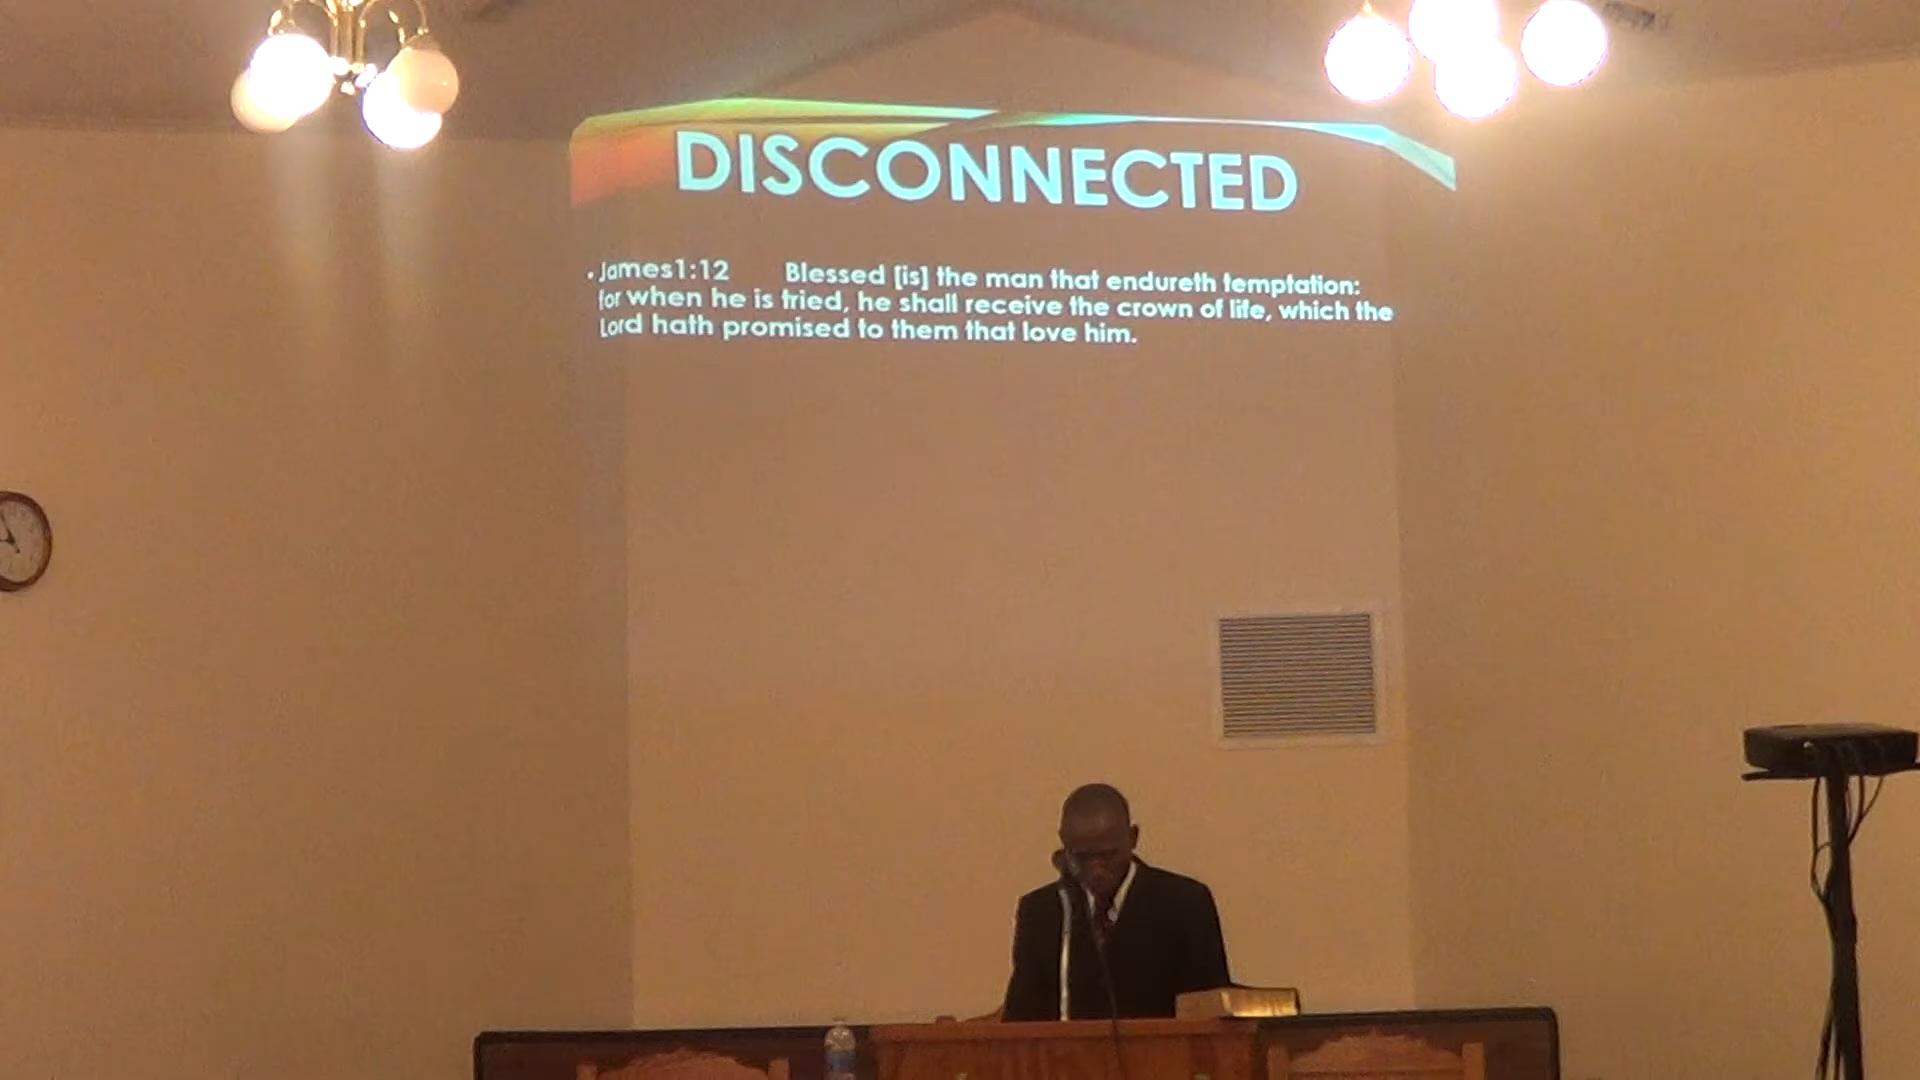 DISCONNECTED
• James1:12 Blessed [is] the man that endureth temptation:
for when he is tried, he shall receive the crown of life, which the
Lord hath promised to them that love him.